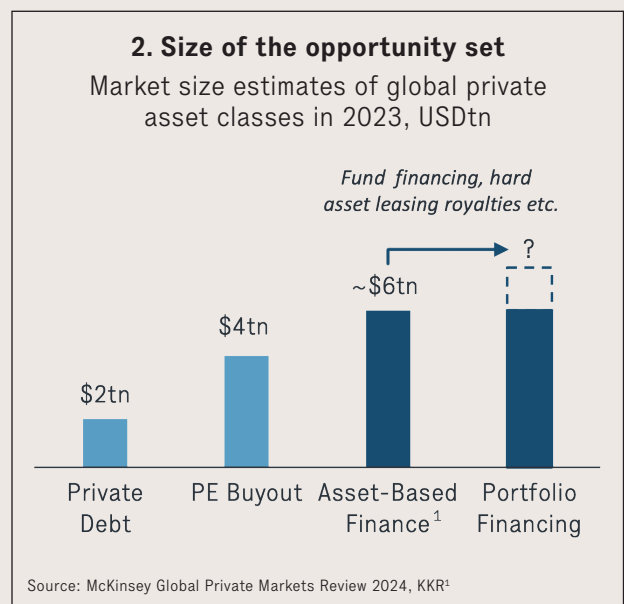 2. Size of the opportunity set
Market size estimates of global private
asset classes in 2023, USDtn
Fund financing, hard
asset leasing royalties etc.
?
~$6tn
$4tn
$2tn
Private
Debt
PE Buyout
Asset-Based
Finance¹
Portfolio
Financing
Source: McKinsey Global Private Markets Review 2024, KKR¹